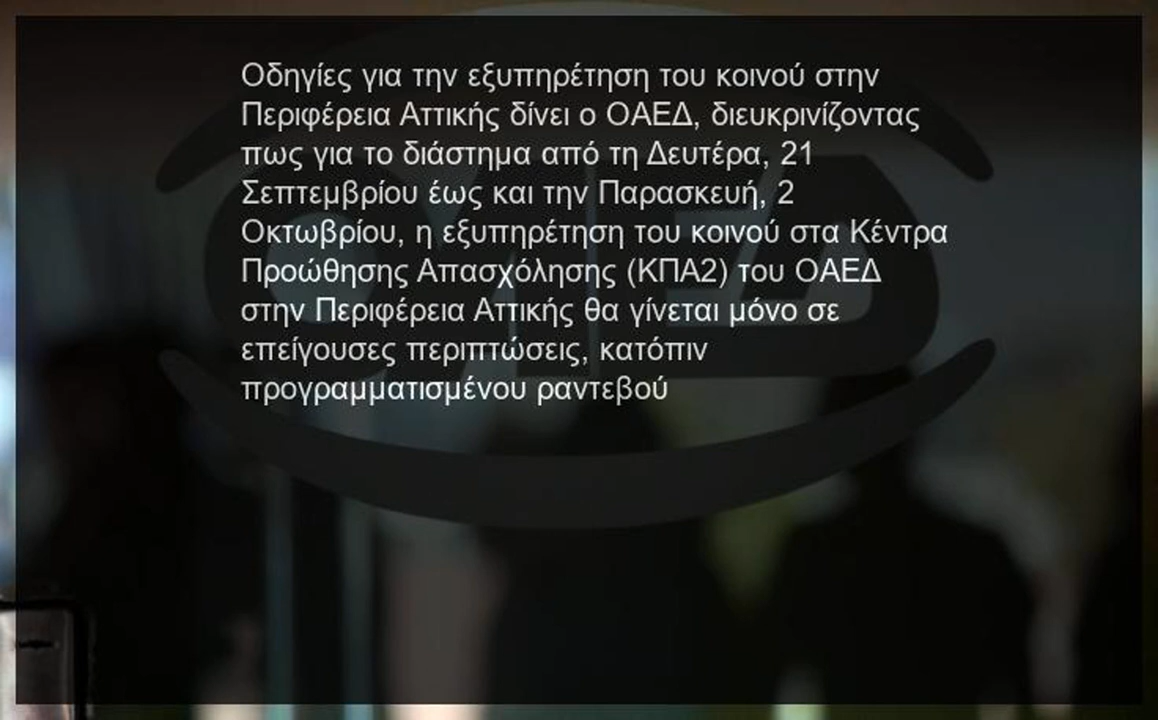 Οδηγίες για την εξυπηρέτηση του κοινού στην
Περιφέρεια Αττικής δίνει ο ΟΑΕΔ, διευκρινίζοντας
πως για το διάστημα από τη Δευτέρα, 21
Σεπτεμβρίου έως και την Παρασκευή, 2
Οκτωβρίου, η εξυπηρέτηση του κοινού στα Κέντρα
Προώθησης Απασχόλησης (ΚΠΑ2) του ΟΑΕΔ
στην Περιφέρεια Αττικής θα γίνεται μόνο σε
επείγουσες περιπτώσεις, κατόπιν
προγραμματισμένου ραντεβού
ΟΑΕΔ